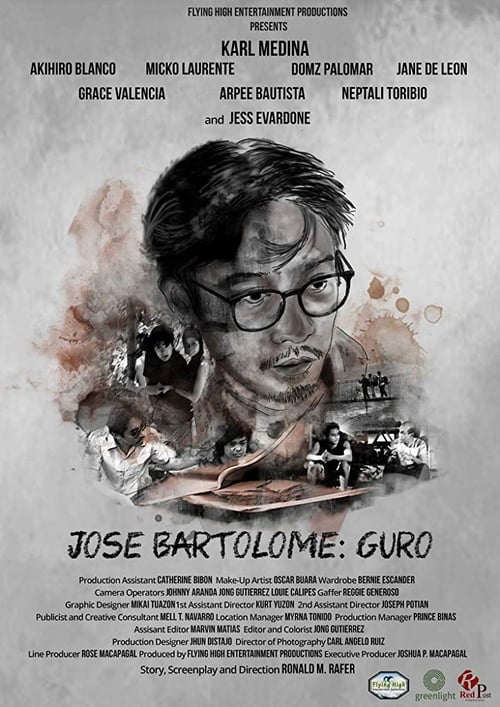 FLYING HIGH ENTERTAINMENT PRODUCTIONS
PRESENTS
KARL MEDINA
AKIHIRO BLANCO MICKO LAURENTE DOMZ PALOMAR JANE DE LEON
GRACE VALENCIA ARPEE BAUTISTA NEPTALI TORIBIO
and JESS EVARDONE
JOSE BARTOLOME: GURO
Production Assistant CATHERINE BIBON Make-Up Artist OSCAR BUARA Wardrobe BERNIE ESCANDER
Camera Operators JOHNNY ARANDA JONG GUTIERREZ LOUIE CALIPES Gaffer REGGIE GENEROSO
Graphic Designer MIKAI TUAZON 1st Assistant Director KURT YUZON 2nd Assistant Director JOSEPH POTIAN
Publicist and Creative Consultant MELL T. NAVARRO Location Manager MYRNA TONIDO Production Manager PRINCE BINAS
Assisant Editor MARVIN MATIAS Editor and Colorist JONG GUTIERREZ
Production Designer JHUN DISTAJO Director of Photography CARL ANGELO RUIZ
Line Producer ROSE MACAPAGAL Produced by FLYING HIGH ENTERTAINMENT PRODUCTIONS Executive Producer JOSHUA P. MACAPAGAL
Story, Screenplay and Direction RONALD M. RAFER
Flying High
greenlight
Red Post